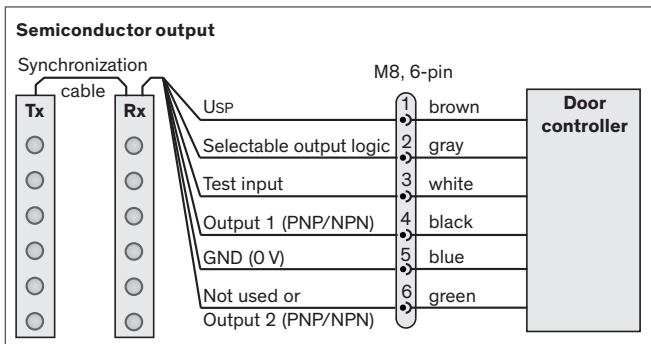 Semiconductor output
Synchronization
cable
M8, 6-pin
Tx
Rx
Door
controller
USP 1 brown
Selectable output logic 2 gray
Test input 3 white
Output 1 (PNP/NPN) 4 black
GND (0 V) 5 blue
Not used or 6 green
Output 2 (PNP/NPN)